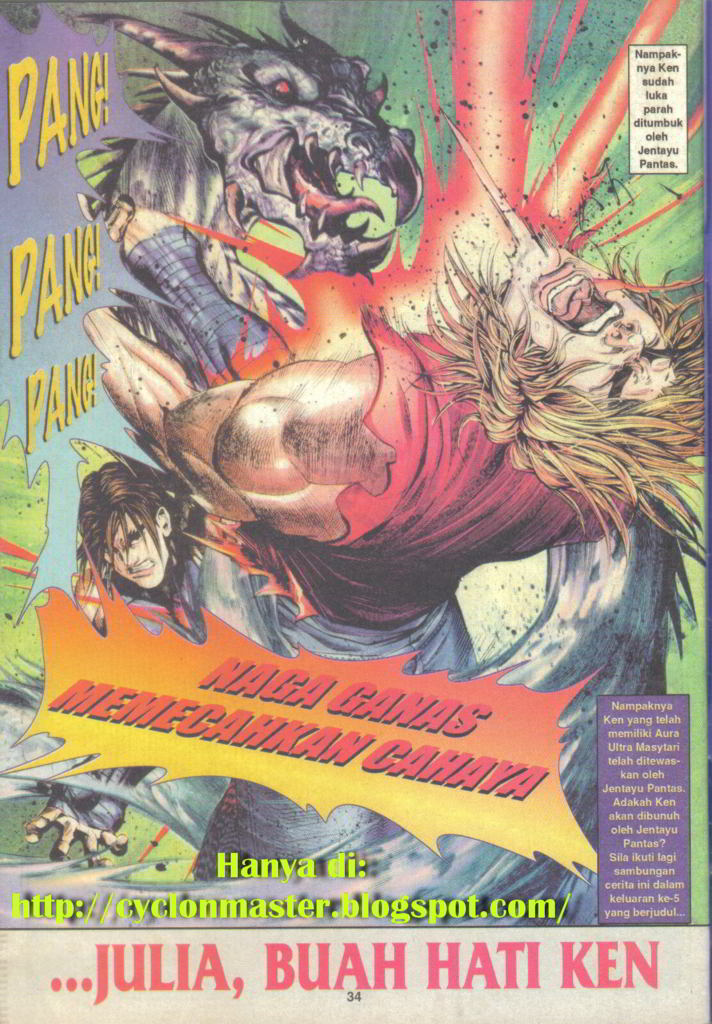 PANG!
PANG!
PANG!
Nampak-
nya Ken
sudah
luka
parah
ditumbuk
oleh
Jentayu
Pantas.
NAGA GANAS
MEMECAHKAN CAHAYA
Nampaknya
Ken yang telah
memiliki Aura
Ultra Masytari
telah ditewas-
kan oleh
Jentayu Pantas.
Adakah Ken
akan dibunuh
oleh Jentayu
Pantas?
Sila ikuti lagi
sambungan
cerita ini dalam
keluaran ke-5
yang berjudul...
Hanya di:
http://cyclonmaster.blogspot.com/
...JULIA, BUAH HATI KEN
34